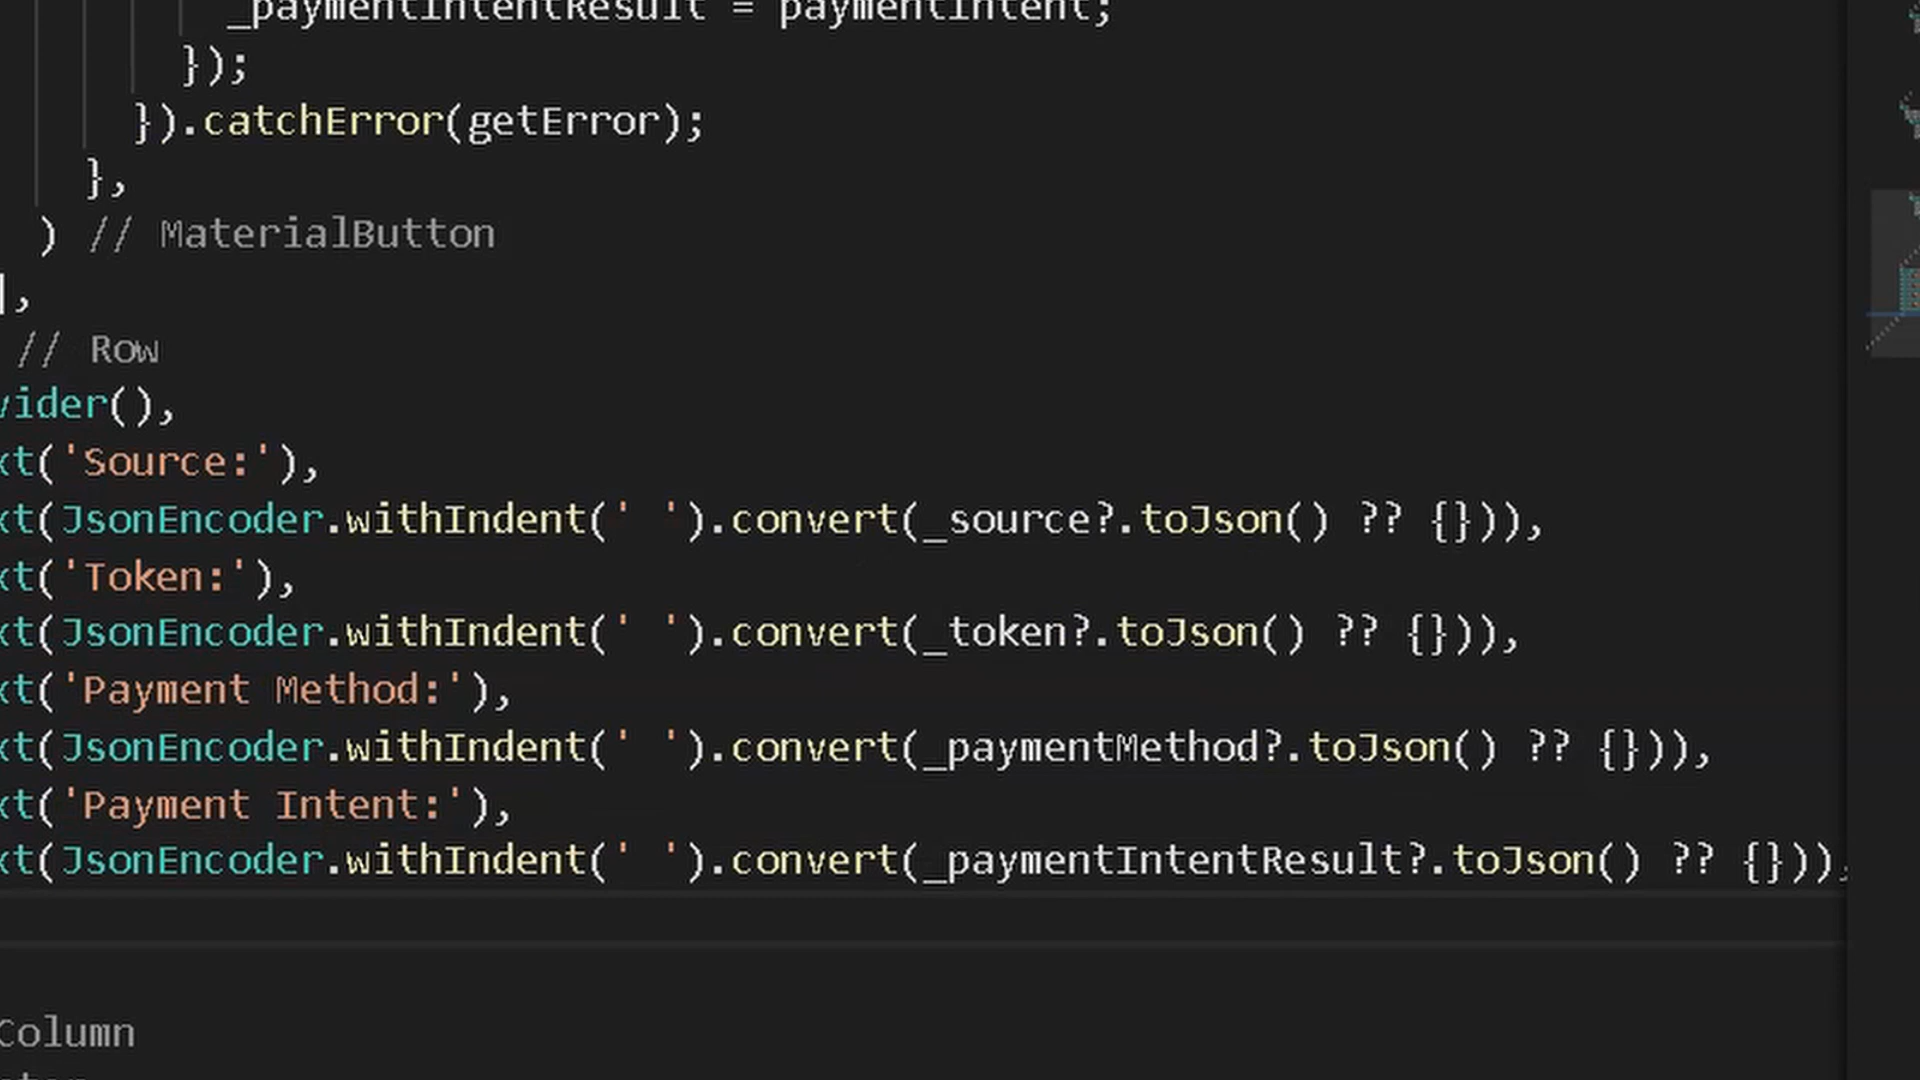 _paymentIntentResult = paymentIntent;
});
}).catchError(getError);
},
) // MaterialButton
],
// Row
vider(),
xt('Source:'),
xt(JsonEncoder.withIndent(' ').convert(_source?.toJson() ?? {})),
xt('Token:'),
xt(JsonEncoder.withIndent(' ').convert(_token?.toJson() ?? {})),
xt('Payment Method:'),
xt(JsonEncoder.withIndent(' ').convert(_paymentMethod?.toJson() ?? {})),
xt('Payment Intent:'),
xt(JsonEncoder.withIndent(' ').convert(_paymentIntentResult?.toJson() ?? {})),
Column